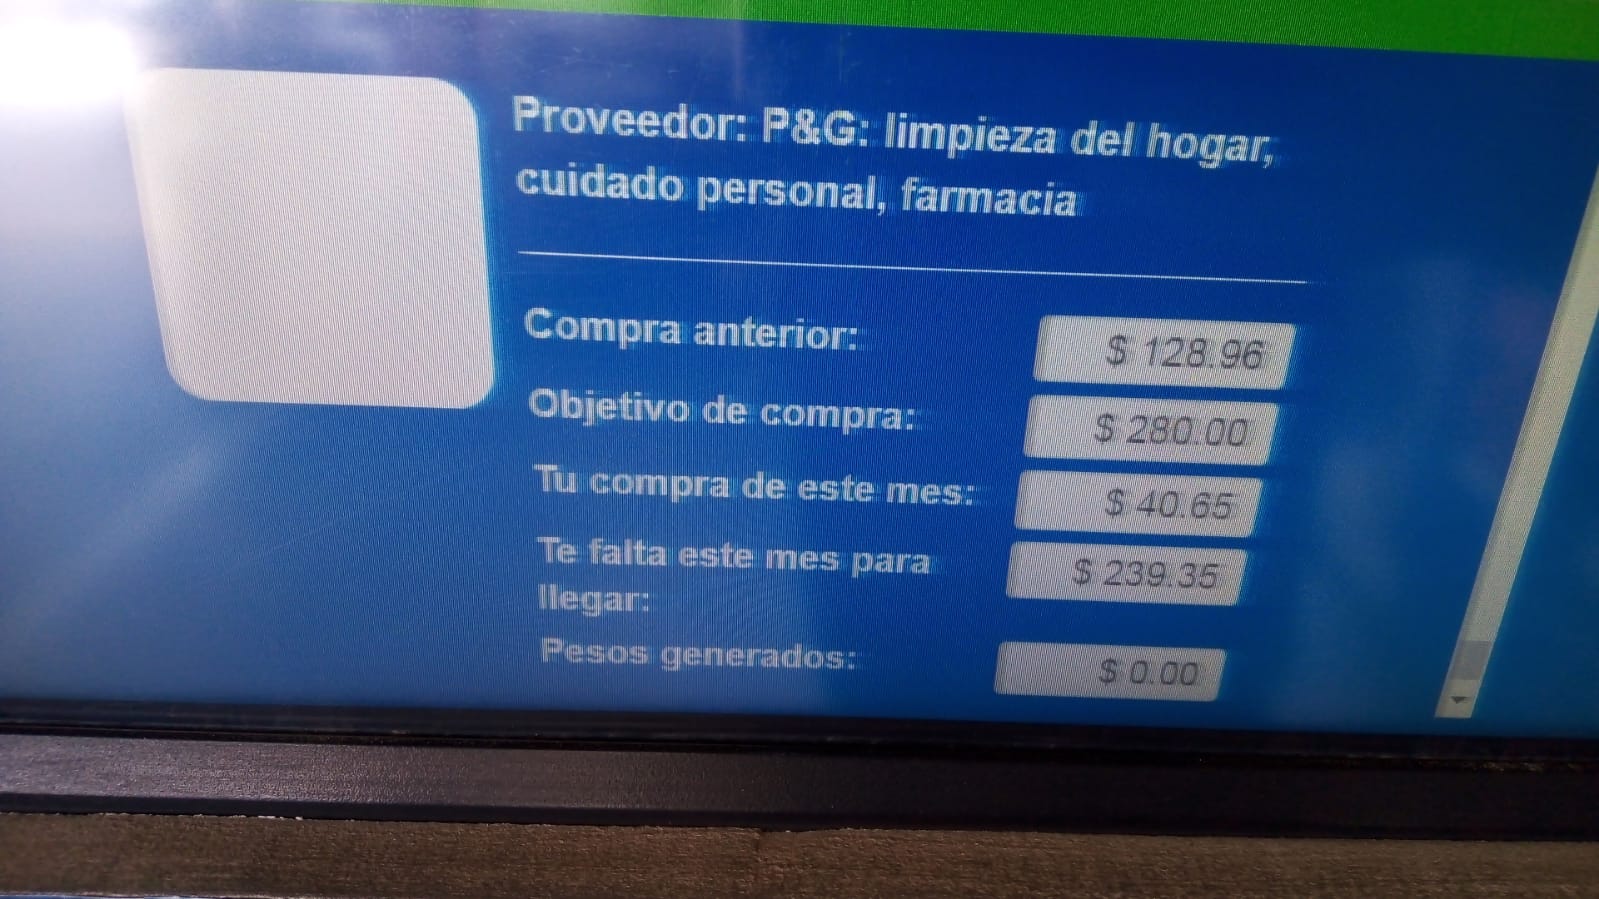 Proveedor: P&G: limpieza del hogar,
cuidado personal, farmacia
Compra anterior: $ 128.96
Objetivo de compra: $ 280.00
Tu compra de este mes: $ 40.65
Te falta este mes para
llegar: $ 239.35
Pesos generados: $ 0.00